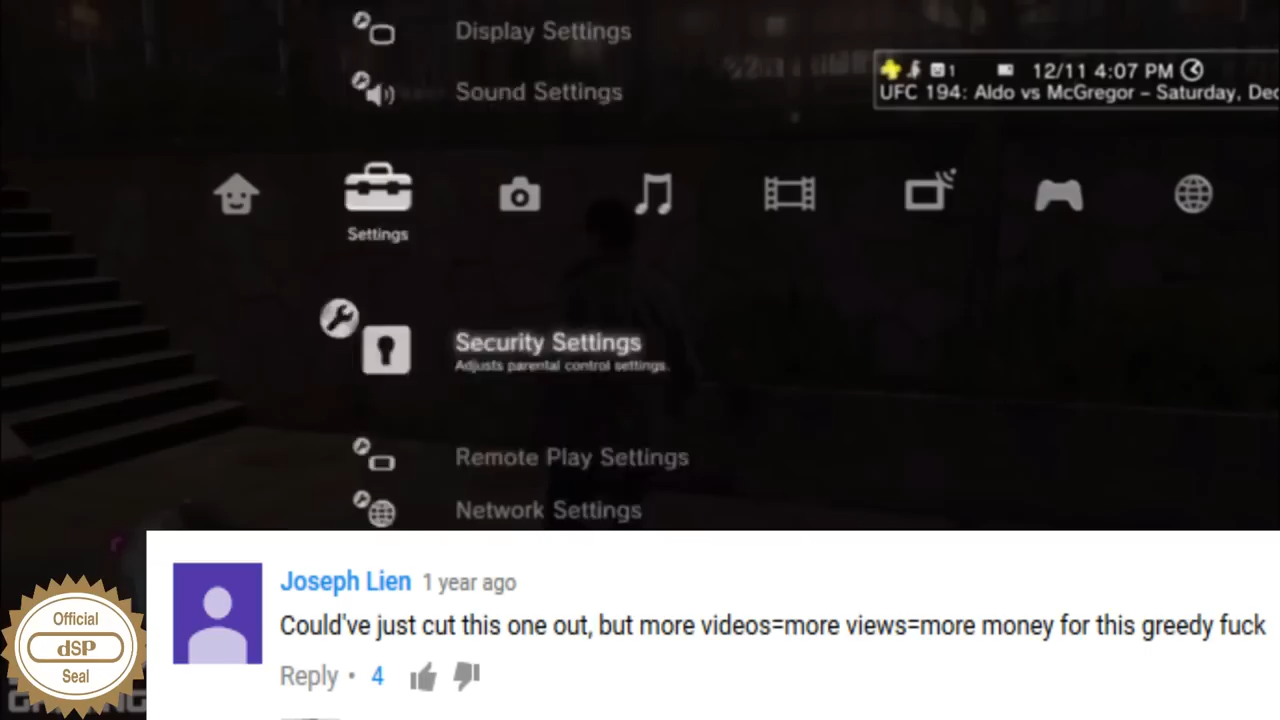 Display Settings
12/11 4:07 PM
Sound Settings
UFC 194: Aldo vs McGregor - Saturday, Dec
Settings
Security Settings
Adjusts parental control settings.
Remote Play Settings
Network Settings
Joseph Lien 1 year ago
Could've just cut this one out, but more videos=more views=more money for this greedy fuck
Reply • 4
Official
dSP
Seal